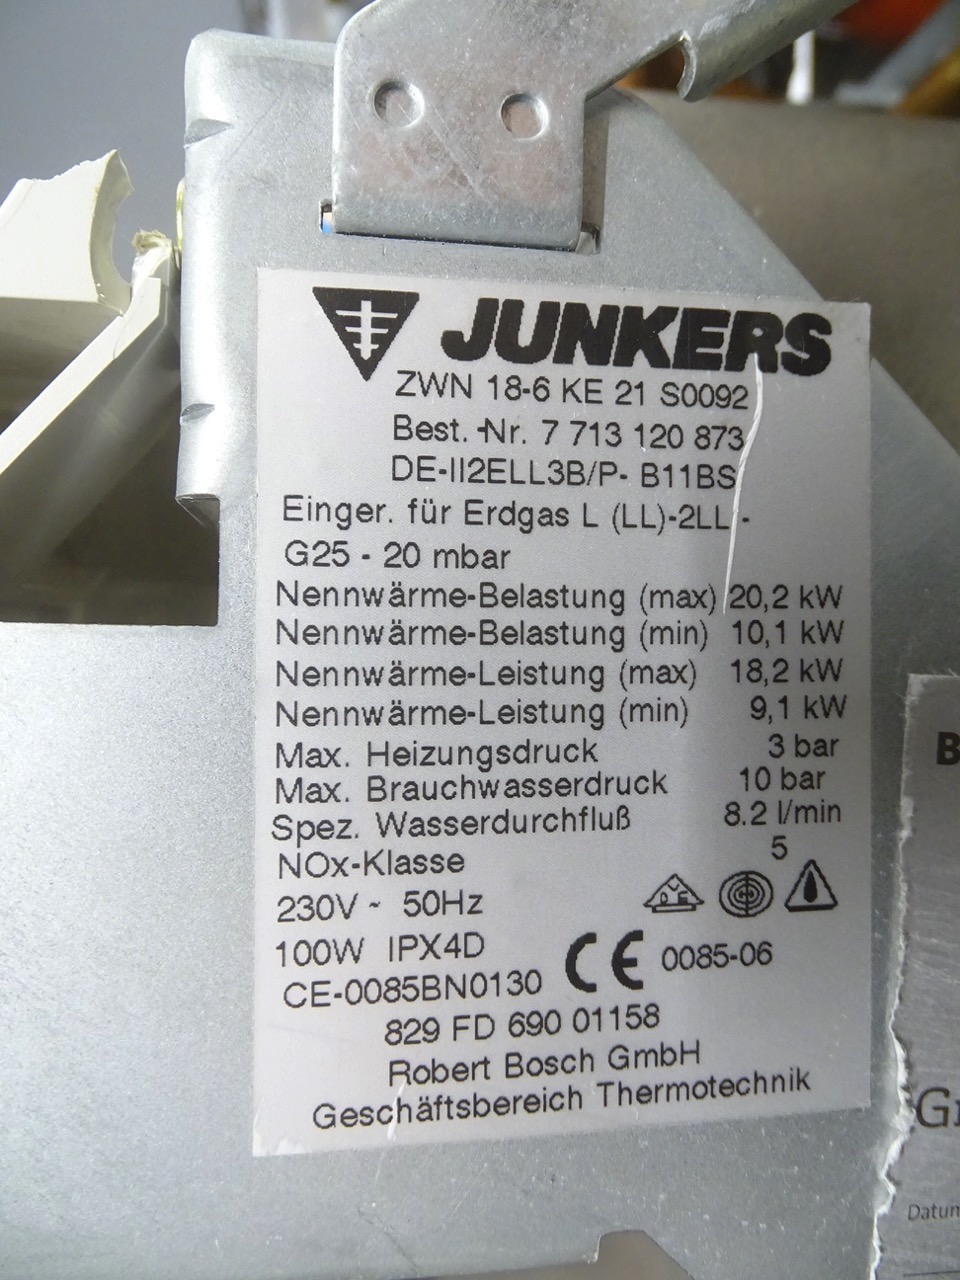 JUNKERS
ZWN 18-6 KE 21 S0092
Best. -Nr. 7 713 120 873
DE-II2ELL3B/P- B11BS
Einger. für Erdgas L (LL)-2LL -
G25 - 20 mbar
Nennwärme-Belastung (max) 20,2 kW
Nennwärme-Belastung (min) 10,1 kW
Nennwärme-Leistung (max) 18,2 kW
Nennwärme-Leistung (min) 9,1 kW
Max. Heizungsdruck 3 bar
Max. Brauchwasserdruck 10 bar
Spez. Wasserdurchfluß 8.2 l/min
NOx-Klasse 5
230V ~ 50Hz
100W IPX4D
CE 0085-06
CE-0085BN0130
829 FD 690 01158
Robert Bosch GmbH
Geschäftsbereich Thermotechnik
B
Datum